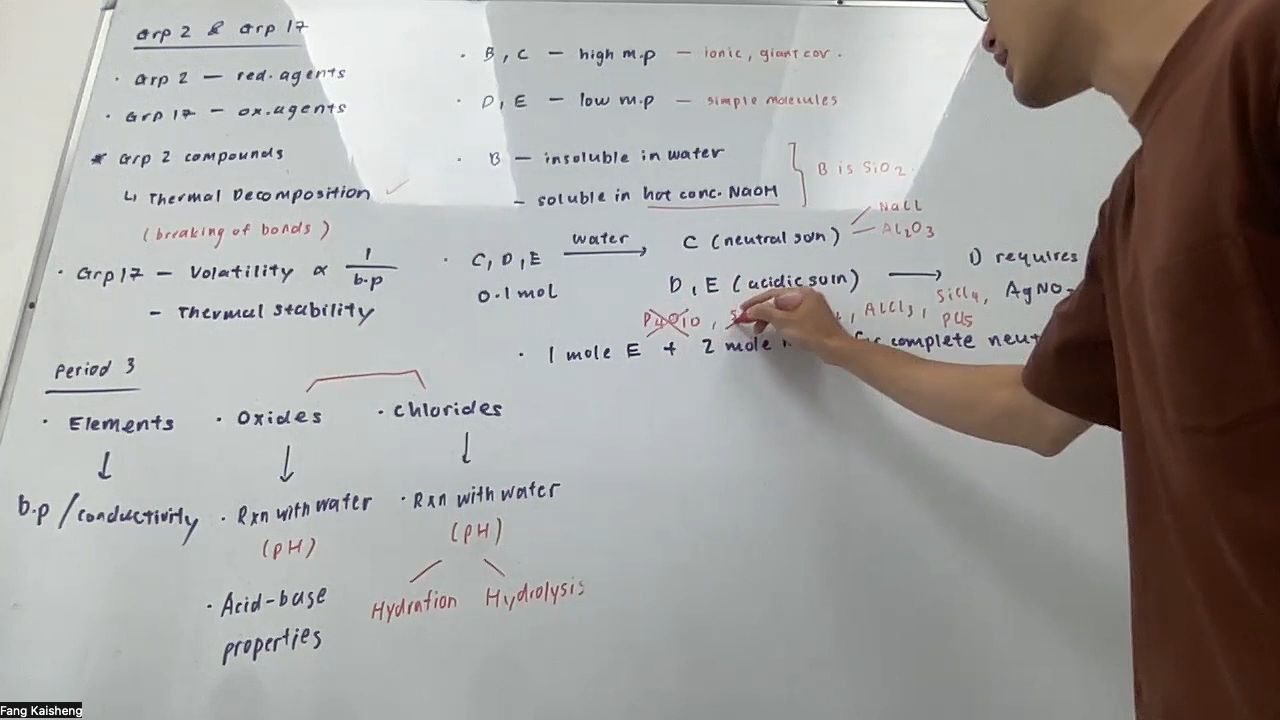 Grp 2 & Grp 17
· Grp 2 — red. agents
· Grp 17 — ox. agents
* Grp 2 compounds
↳ Thermal Decomposition ✓
(breaking of bonds)
· Grp 17 — Volatility ∝ 1/b.p
— Thermal stability
Period 3
· Elements
↓
b.p / conductivity
· Oxides
↓
· Rxn with water
(pH)
· Acid-base
properties
· chlorides
↓
· Rxn with water
(pH)
Hydration Hydrolysis
· B, C — high m.p — ionic, giant cov.
· D, E — low m.p — simple molecules
· B — insoluble in water
— soluble in hot conc. NaOH
B is SiO2.
· C, D, E water → C (neutral soln)
0.1 mol
NaCl
Al2O3
D, E (acidic soln) → 1) requires
AgNO
P4O10, , AlCl3, SiCl4,
PCl5
· 1 mole E + 2 mole for complete neut
Fang Kaisheng